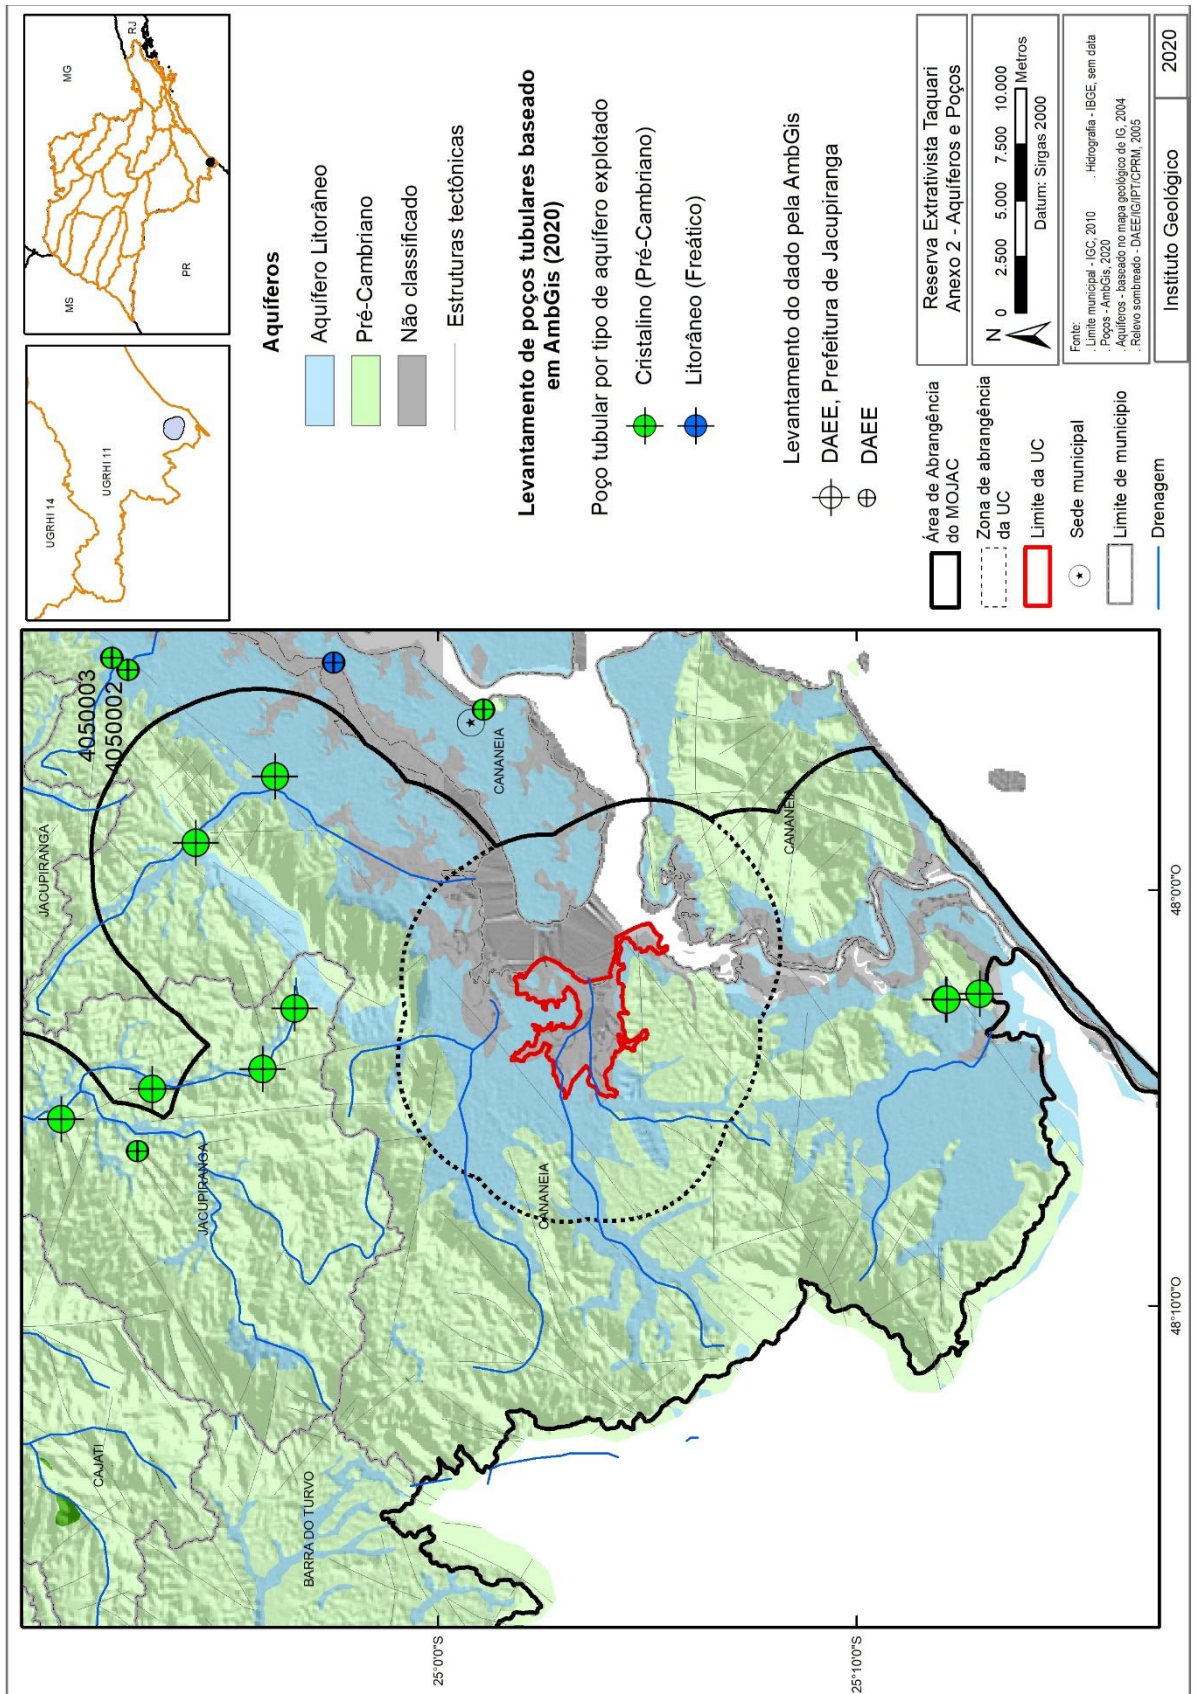 4050003
4050002
JACUPIRANGA
JACUPIRANGA
CAJATI
BARRA DO TURVO
CANANEIA
CANANEIA
CANANEIA
25°0'0"S
25°10'0"S
48°10'0"O
48°0'0"O
UGRHI 14
UGRHI 11
MS
MG
RJ
PR
Aquíferos
Aquífero Litorâneo
Pré-Cambriano
Não classificado
Estruturas tectônicas
Levantamento de poços tubulares baseado
em AmbGis (2020)
Poço tubular por tipo de aquífero explotado
Cristalino (Pré-Cambriano)
Litorâneo (Freático)
Levantamento do dado pela AmbGis
DAEE, Prefeitura de Jacupiranga
DAEE
Área de Abrangência
do MOJAC
Zona de abrangência
da UC
Limite da UC
Sede municipal
Limite de municipio
Drenagem
Reserva Extrativista Taquari
Anexo 2 - Aquíferos e Poços
N
0 2.500 5.000 7.500 10.000
Metros
Datum: Sirgas 2000
Fonte:
. Limite municipal - IGC, 2010 . Hidrografia - IBGE, sem data
. Poços - AmbGis, 2020
. Aquíferos - baseado no mapa geológico de IG, 2004
. Relevo sombreado - DAEE/IG/IPT/CPRM, 2005
Instituto Geológico 2020